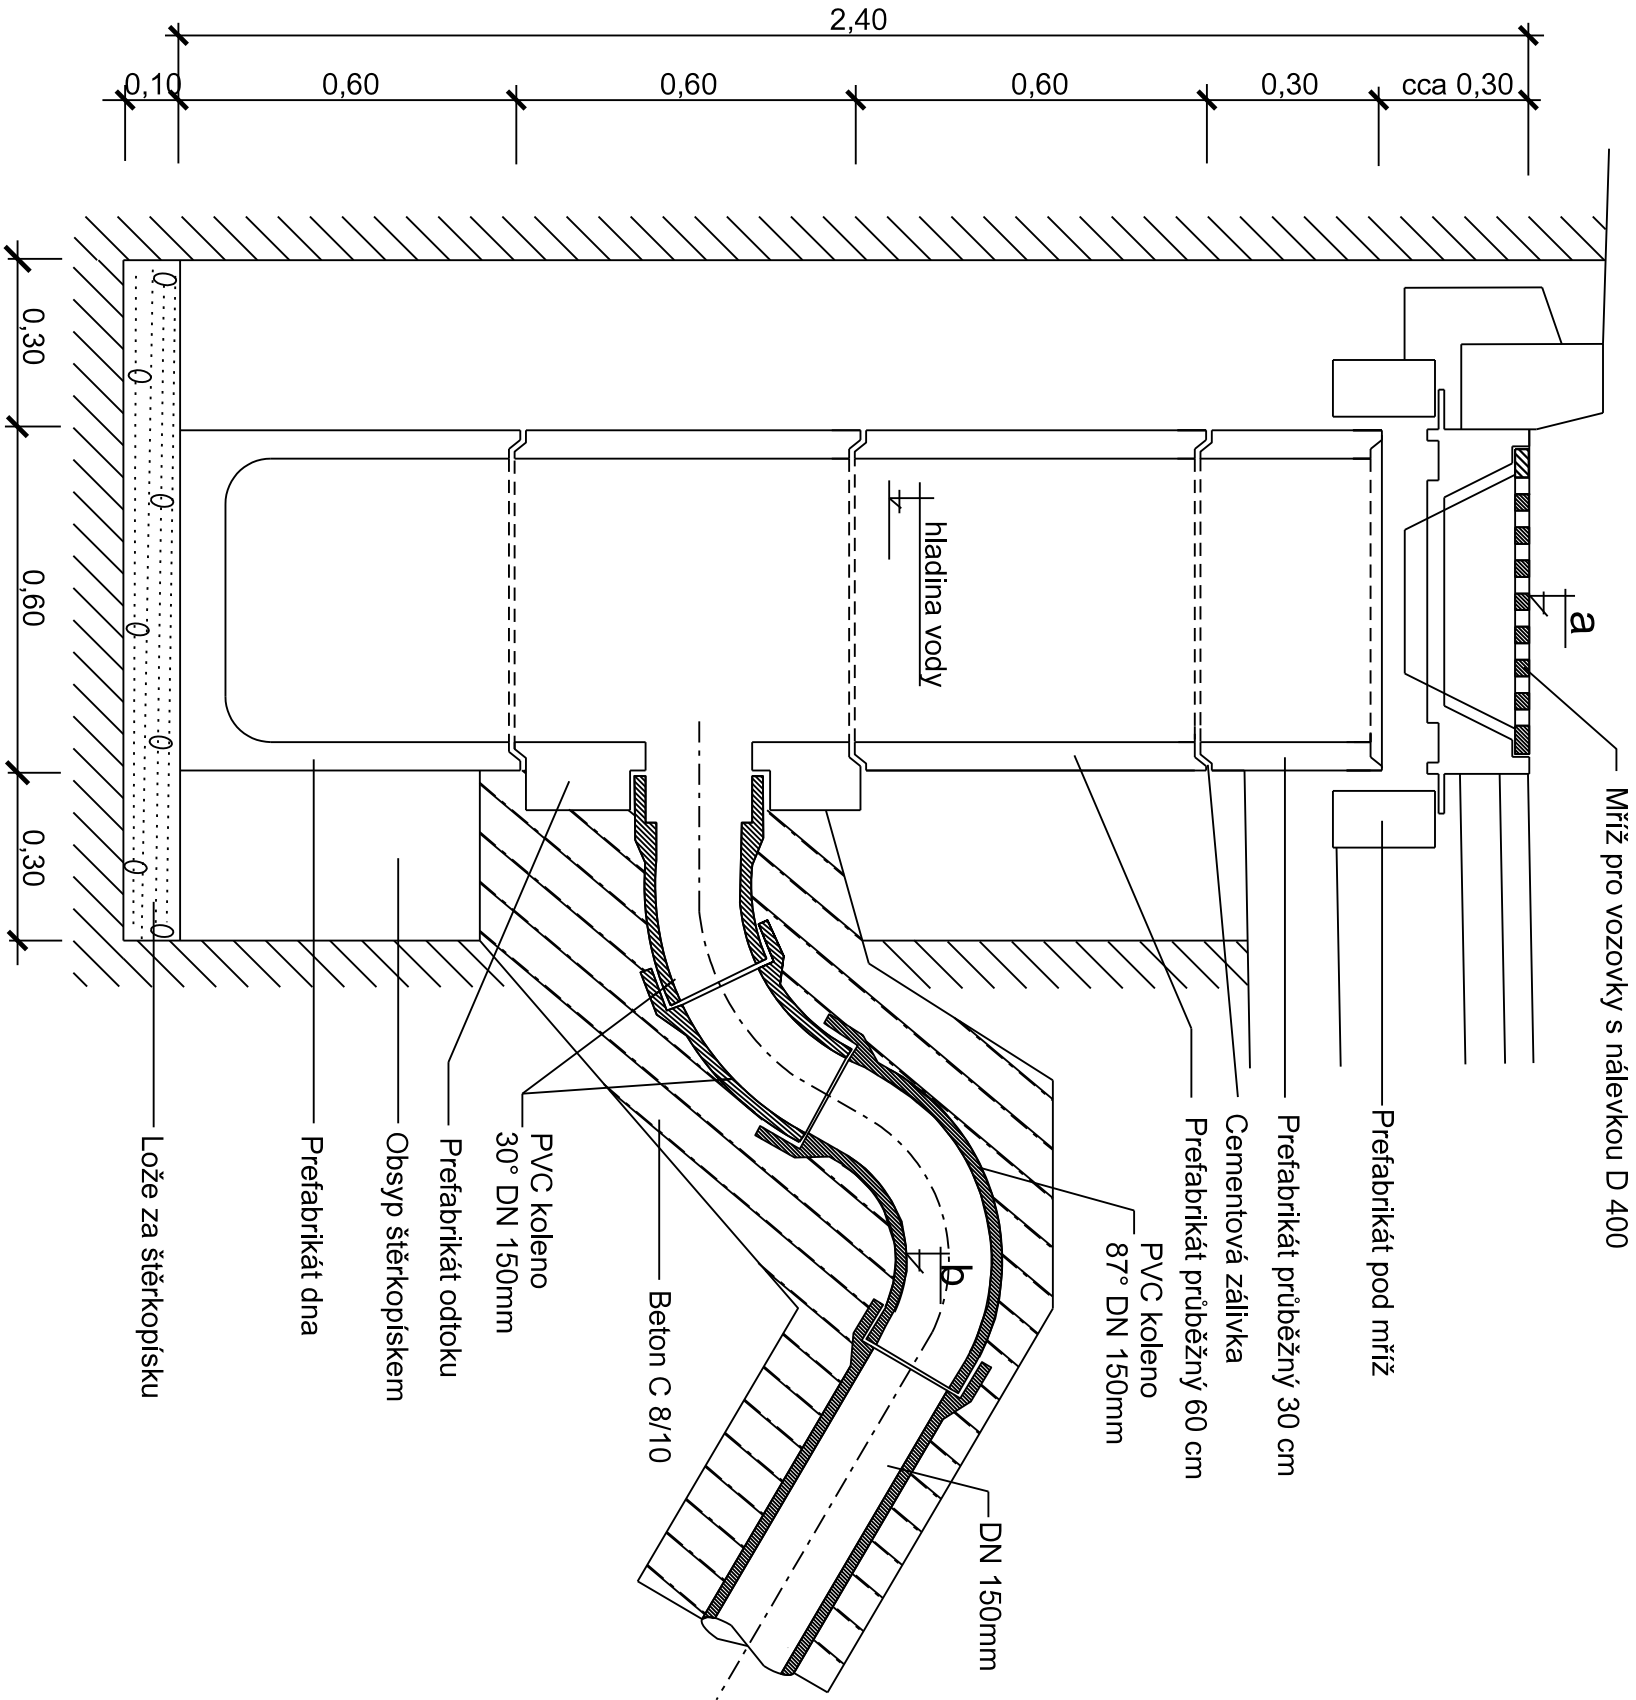 2,40
0,10
0,60
0,60
0,60
0,30
cca 0,30
0,30
0,60
0,30
hladina vody
a
b
Mříž pro vozovky s nálevkou D 400
Prefabrikát pod mříž
Prefabrikát průběžný 30 cm
Cementová zálivka
Prefabrikát průběžný 60 cm
PVC koleno
87° DN 150mm
DN 150mm
Beton C 8/10
PVC koleno
30° DN 150mm
Prefabrikát odtoku
Obsyp štěrkopískem
Prefabrikát dna
Lože za štěrkopísku